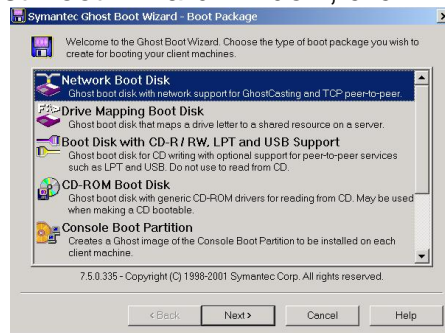 Symantec Ghost Boot Wizard - Boot Package
Welcome to the Ghost Boot Wizard. Choose the type of boot package you wish to
create for booting your client machines.
Network Boot Disk
Ghost boot disk with network support for GhostCasting and TCP peer-to-peer.
Drive Mapping Boot Disk
Ghost boot disk that maps a drive letter to a shared resource on a server.
Boot Disk with CD-R / RW, LPT and USB Support
Ghost boot disk for CD writing with optional support for peer-to-peer services
such as LPT and USB. Do not use to read from CD.
CD-ROM Boot Disk
Ghost boot disk with generic CD-ROM drivers for reading from CD. May be used
when making a CD bootable.
Console Boot Partition
Creates a Ghost image of the Console Boot Partition to be installed on each
client machine.
7.5.0.335 - Copyright (C) 1998-2001 Symantec Corp. All rights reserved.
< Back Next > Cancel Help